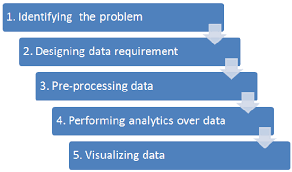 1. Identifying the problem
2. Designing data requirement
3. Pre-processing data
4. Performing analytics over data
5. Visualizing data